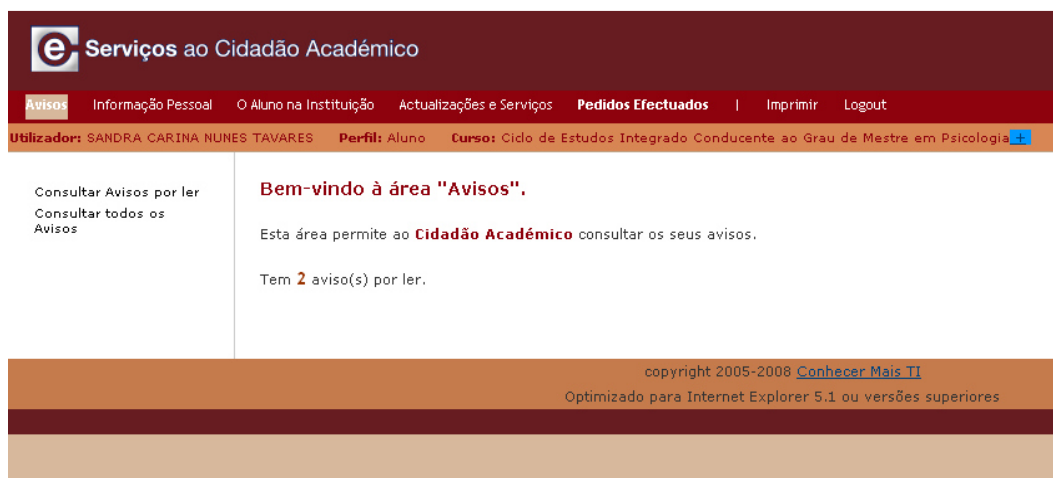 e Serviços ao Cidadão Académico
Avisos Informação Pessoal O Aluno na Instituição Actualizações e Serviços Pedidos Efectuados | Imprimir Logout
Utilizador: SANDRA CARINA NUNES TAVARES Perfil: Aluno Curso: Ciclo de Estudos Integrado Conducente ao Grau de Mestre em Psicologia +
Consultar Avisos por ler
Consultar todos os
Avisos
Bem-vindo à área "Avisos".
Esta área permite ao Cidadão Académico consultar os seus avisos.
Tem 2 aviso(s) por ler.
copyright 2005-2008 Conhecer Mais TI
Optimizado para Internet Explorer 5.1 ou versões superiores